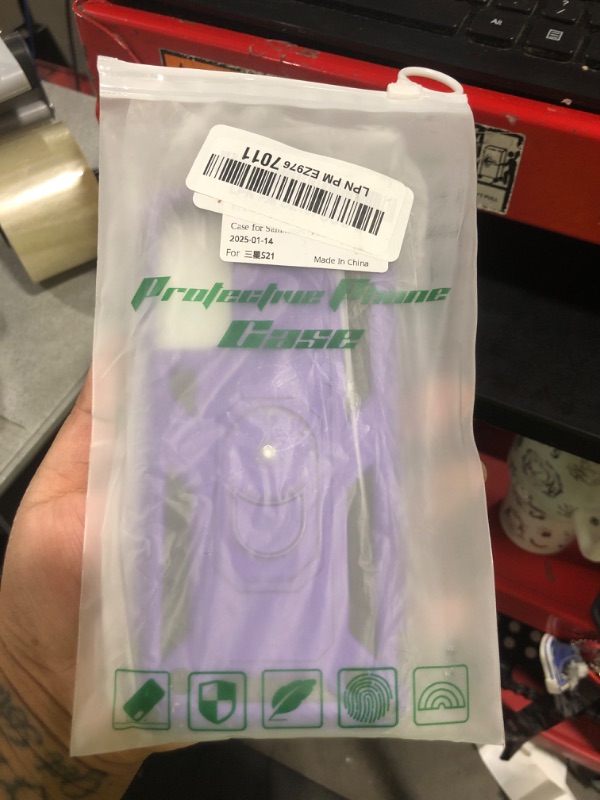 LPN PM EZ976 7011
Case for
2025-01-14
For 三星S21
Made In China
Protective Phone
Case
Alt